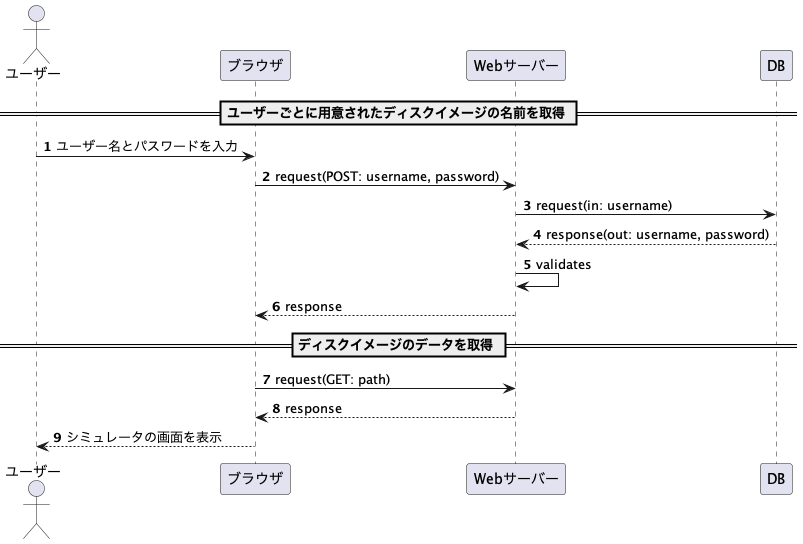 ユーザー
ブラウザ
Webサーバー
DB
ユーザーごとに用意されたディスクイメージの名前を取得
1 ユーザー名とパスワードを入力
2 request(POST: username, password)
3 request(in: username)
4 response(out: username, password)
5 validates
6 response
ディスクイメージのデータを取得
7 request(GET: path)
8 response
9 シミュレータの画面を表示
ユーザー
ブラウザ
Webサーバー
DB